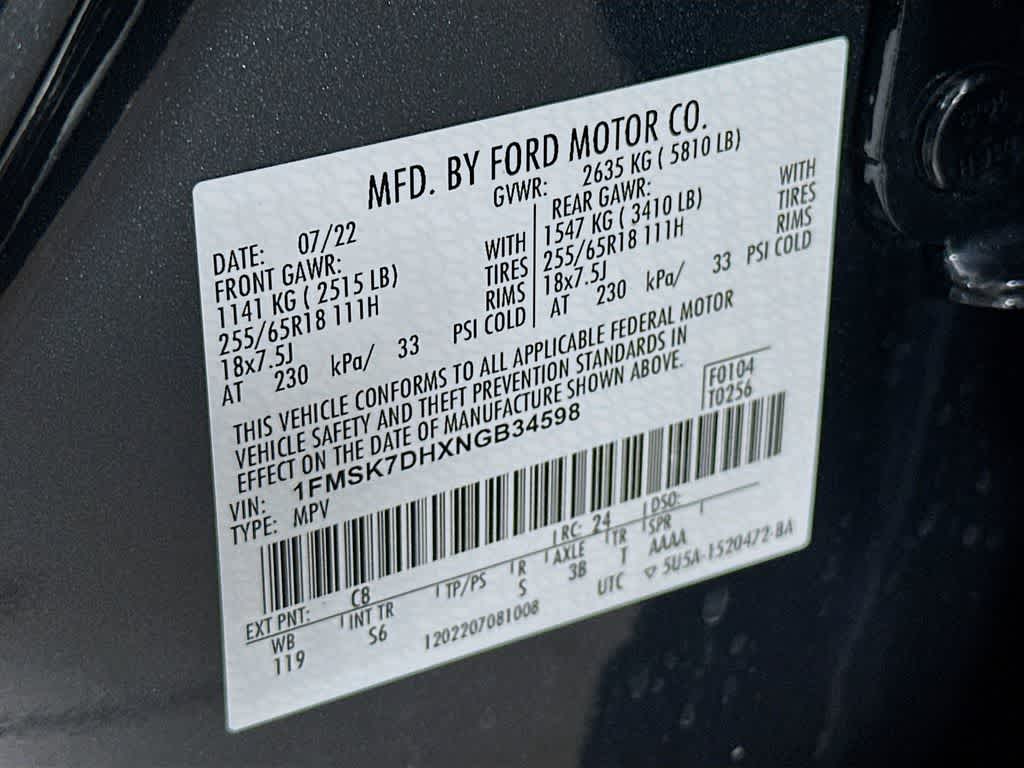 MFD. BY FORD MOTOR CO.
DATE: 07/22 GVWR: 2635 KG ( 5810 LB)
FRONT GAWR: REAR GAWR:
1141 KG ( 2515 LB) WITH 1547 KG ( 3410 LB) WITH
255/65R18 111H TIRES 255/65R18 111H TIRES
18x7.5J RIMS 18x7.5J RIMS
AT 230 kPa/ 33 PSI COLD AT 230 kPa/ 33 PSI COLD
THIS VEHICLE CONFORMS TO ALL APPLICABLE FEDERAL MOTOR
VEHICLE SAFETY AND THEFT PREVENTION STANDARDS IN
EFFECT ON THE DATE OF MANUFACTURE SHOWN ABOVE.
VIN: 1FMSK7DHXNGB34598 F0104
TYPE: MPV T0256
EXT PNT: C8 RC: 24 DSO:
WB INT TR TP/PS R AXLE TR SPR
119 S6 S 3B T AAAA
1202207081008 UTC 5U5A-1520472-BA